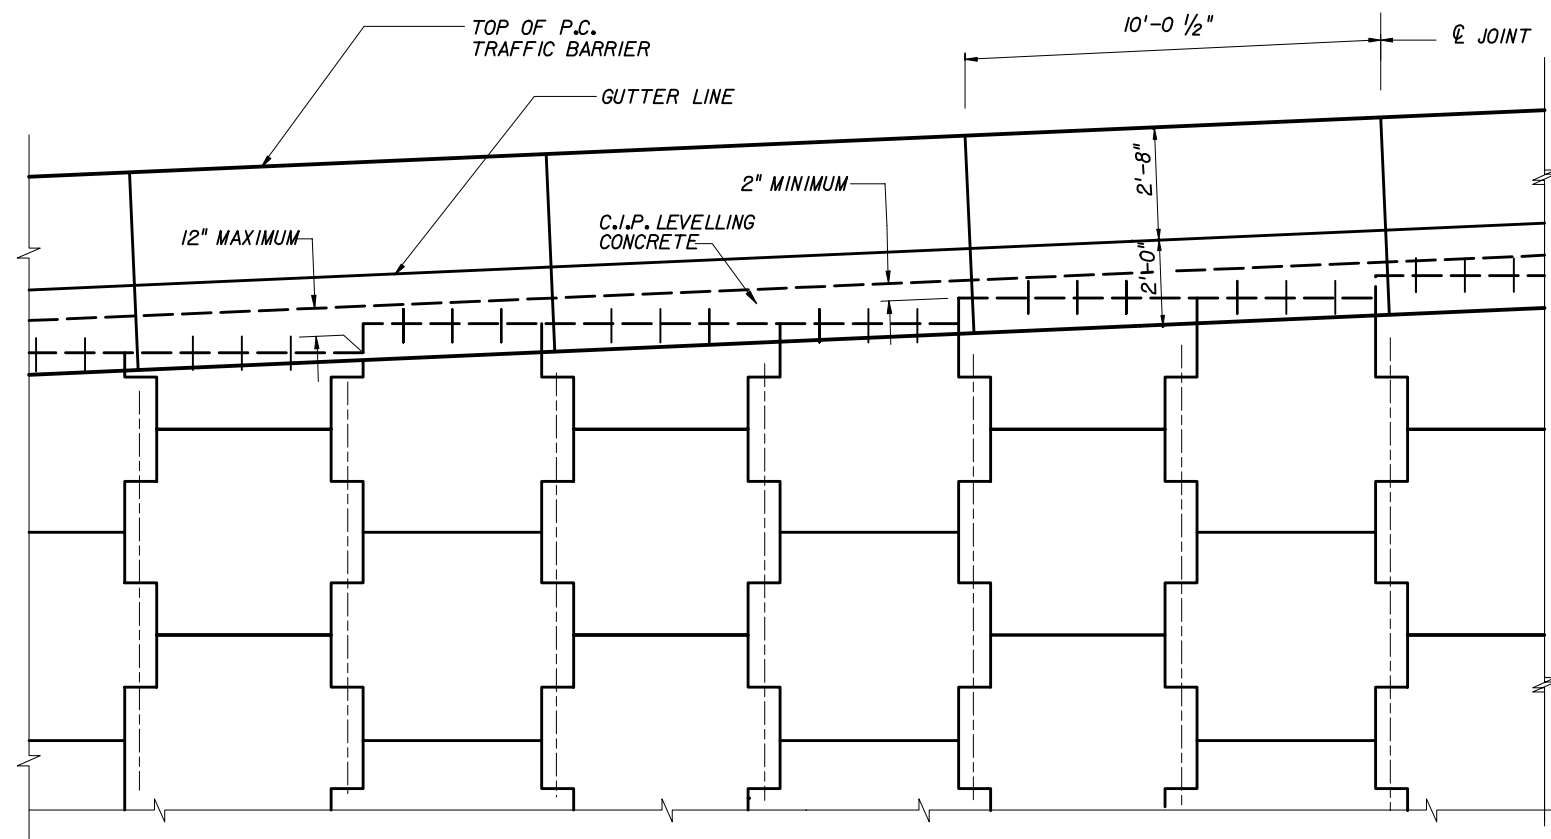 TOP OF P.C.
TRAFFIC BARRIER
10'-0 ½"
℄ JOINT
GUTTER LINE
2'-8"
2" MINIMUM
C.I.P. LEVELLING
CONCRETE
12" MAXIMUM
2'-0"